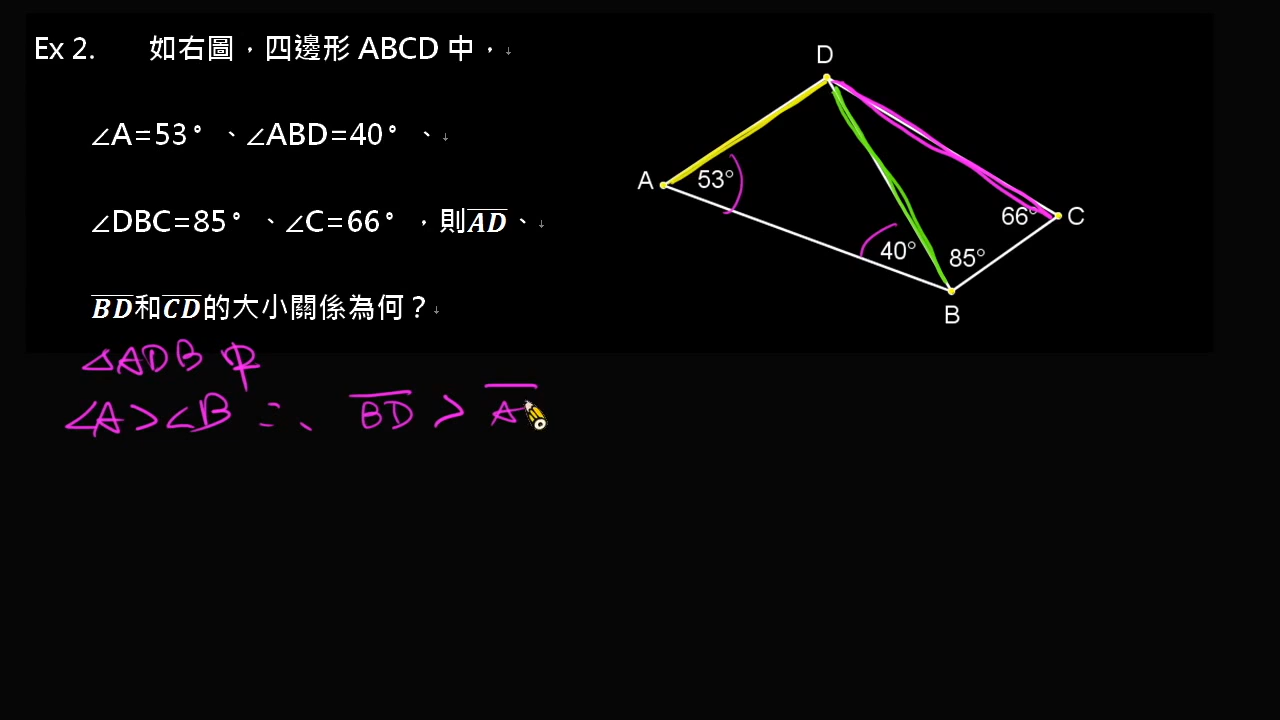 Ex 2. 如右圖，四邊形 ABCD 中，↓
∠A=53°、∠ABD=40°、↓
∠DBC=85°、∠C=66°，則AD、↓
BD和CD的大小關係為何？↓
△ADB 中
∠A>∠B ∴ BD > A
D
A
53°
66°
C
40°
85°
B